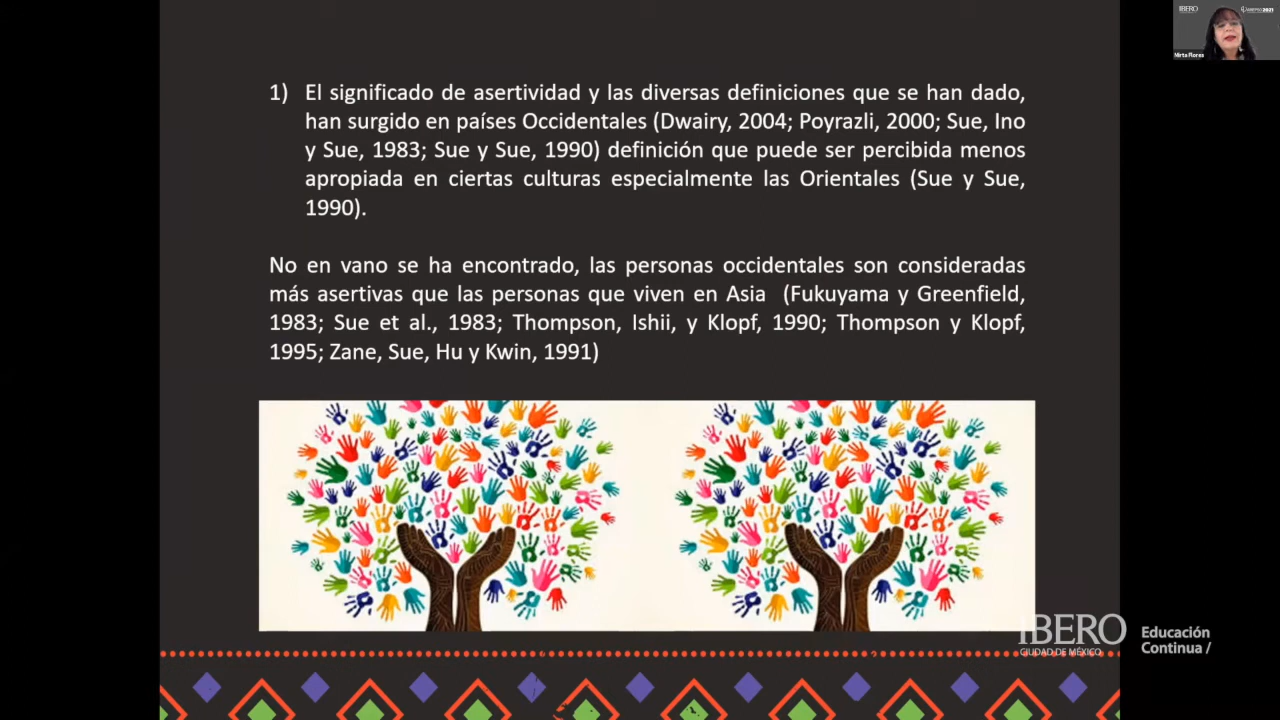 1) El significado de asertividad y las diversas definiciones que se han dado,
han surgido en países Occidentales (Dwairy, 2004; Poyrazli, 2000; Sue, Ino
y Sue, 1983; Sue y Sue, 1990) definición que puede ser percibida menos
apropiada en ciertas culturas especialmente las Orientales (Sue y Sue,
1990).
No en vano se ha encontrado, las personas occidentales son consideradas
más asertivas que las personas que viven en Asia (Fukuyama y Greenfield,
1983; Sue et al., 1983; Thompson, Ishii, y Klopf, 1990; Thompson y Klopf,
1995; Zane, Sue, Hu y Kwin, 1991)
IBERO
Mirta Flores
IBERO
CIUDAD DE MÉXICO
Educación
Continua /